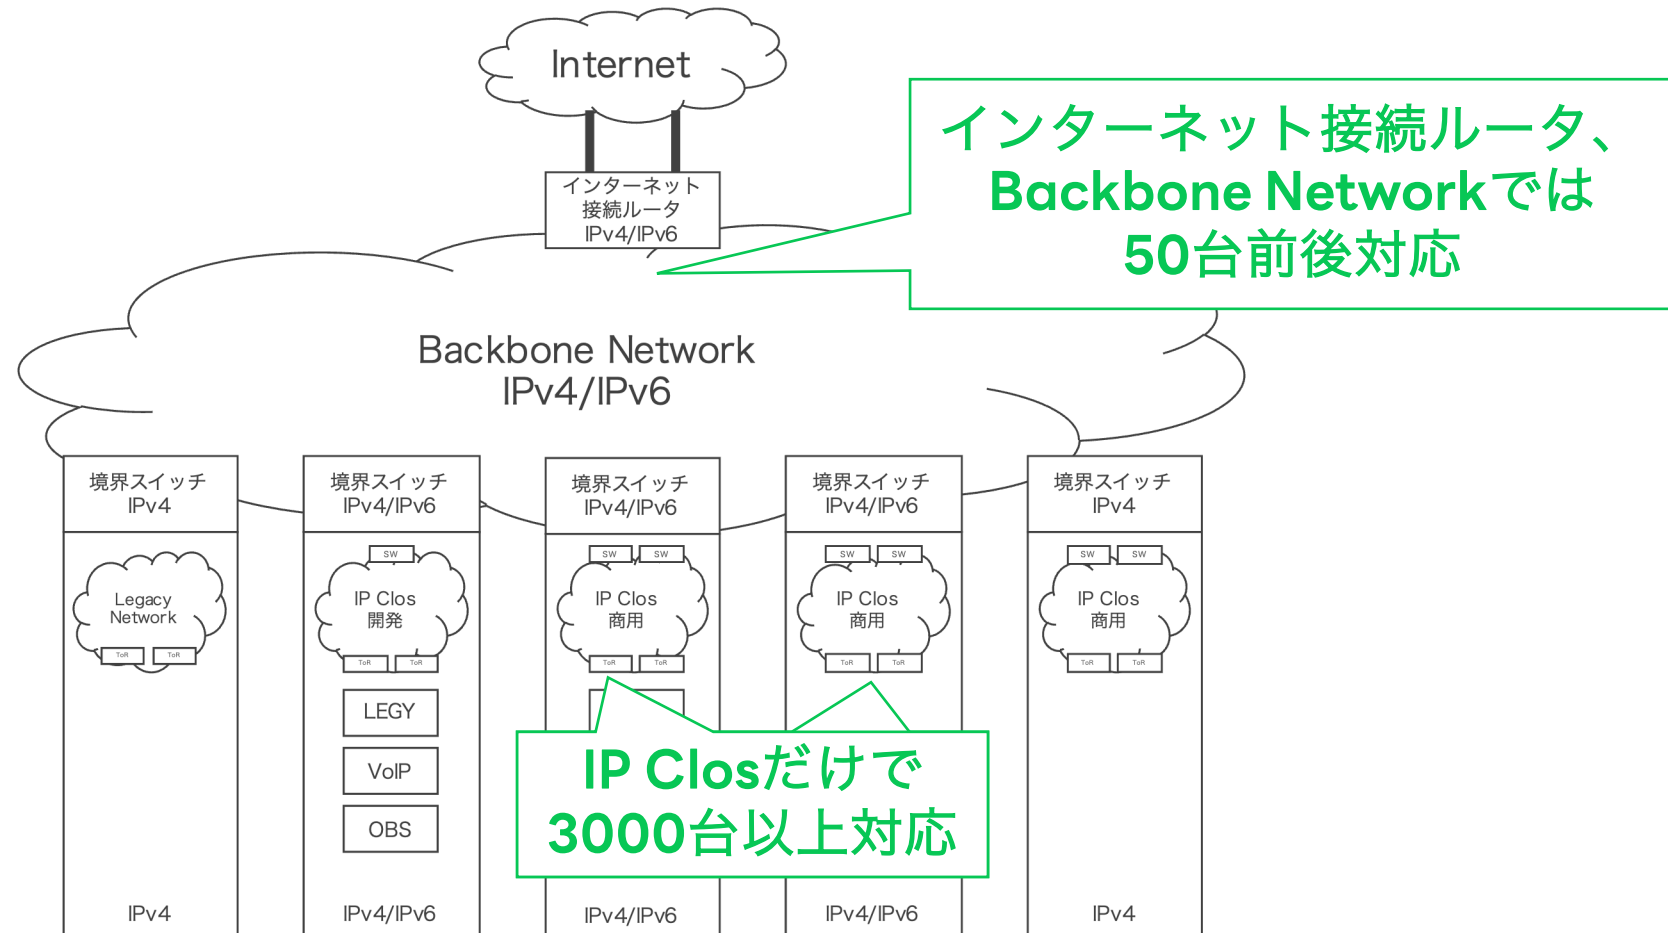 Internet
インターネット
接続ルータ
IPv4/IPv6
インターネット接続ルータ、
Backbone Networkでは
50台前後対応
Backbone Network
IPv4/IPv6
境界スイッチ
IPv4
境界スイッチ
IPv4/IPv6
境界スイッチ
IPv4/IPv6
境界スイッチ
IPv4/IPv6
境界スイッチ
IPv4
Legacy
Network
ToR
ToR
SW
IP Clos
開発
ToR
ToR
SW
SW
IP Clos
商用
ToR
ToR
SW
SW
IP Clos
商用
ToR
ToR
SW
SW
IP Clos
商用
ToR
ToR
LEGY
VoIP
OBS
IP Closだけで
3000台以上対応
IPv4
IPv4/IPv6
IPv4/IPv6
IPv4/IPv6
IPv4